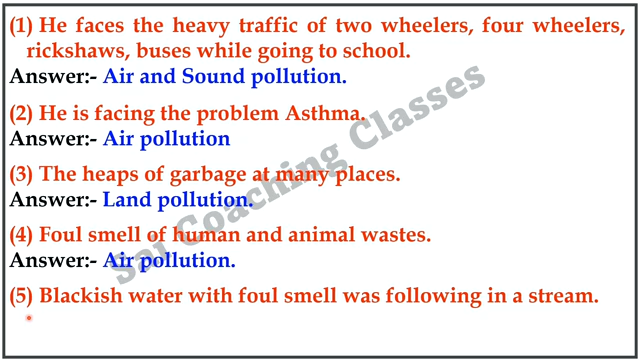 (1) He faces the heavy traffic of two wheelers, four wheelers,
rickshaws, buses while going to school.
Answer:- Air and Sound pollution.
(2) He is facing the problem Asthma.
Answer:- Air pollution
(3) The heaps of garbage at many places.
Answer:- Land pollution.
(4) Foul smell of human and animal wastes.
Answer:- Air pollution.
(5) Blackish water with foul smell was following in a stream.
Sai Coaching Classes